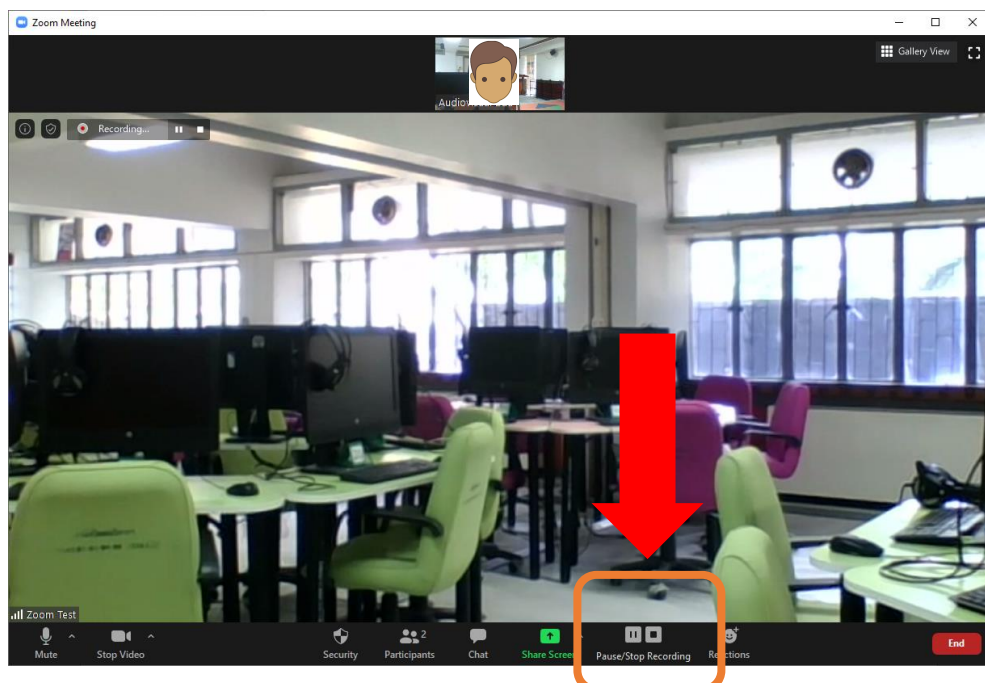 Zoom Meeting
Gallery View
Recording...
Zoom Test
2
Mute
Stop Video
Security
Participants
Chat
Share Screen
Pause/Stop Recording
Reactions
End